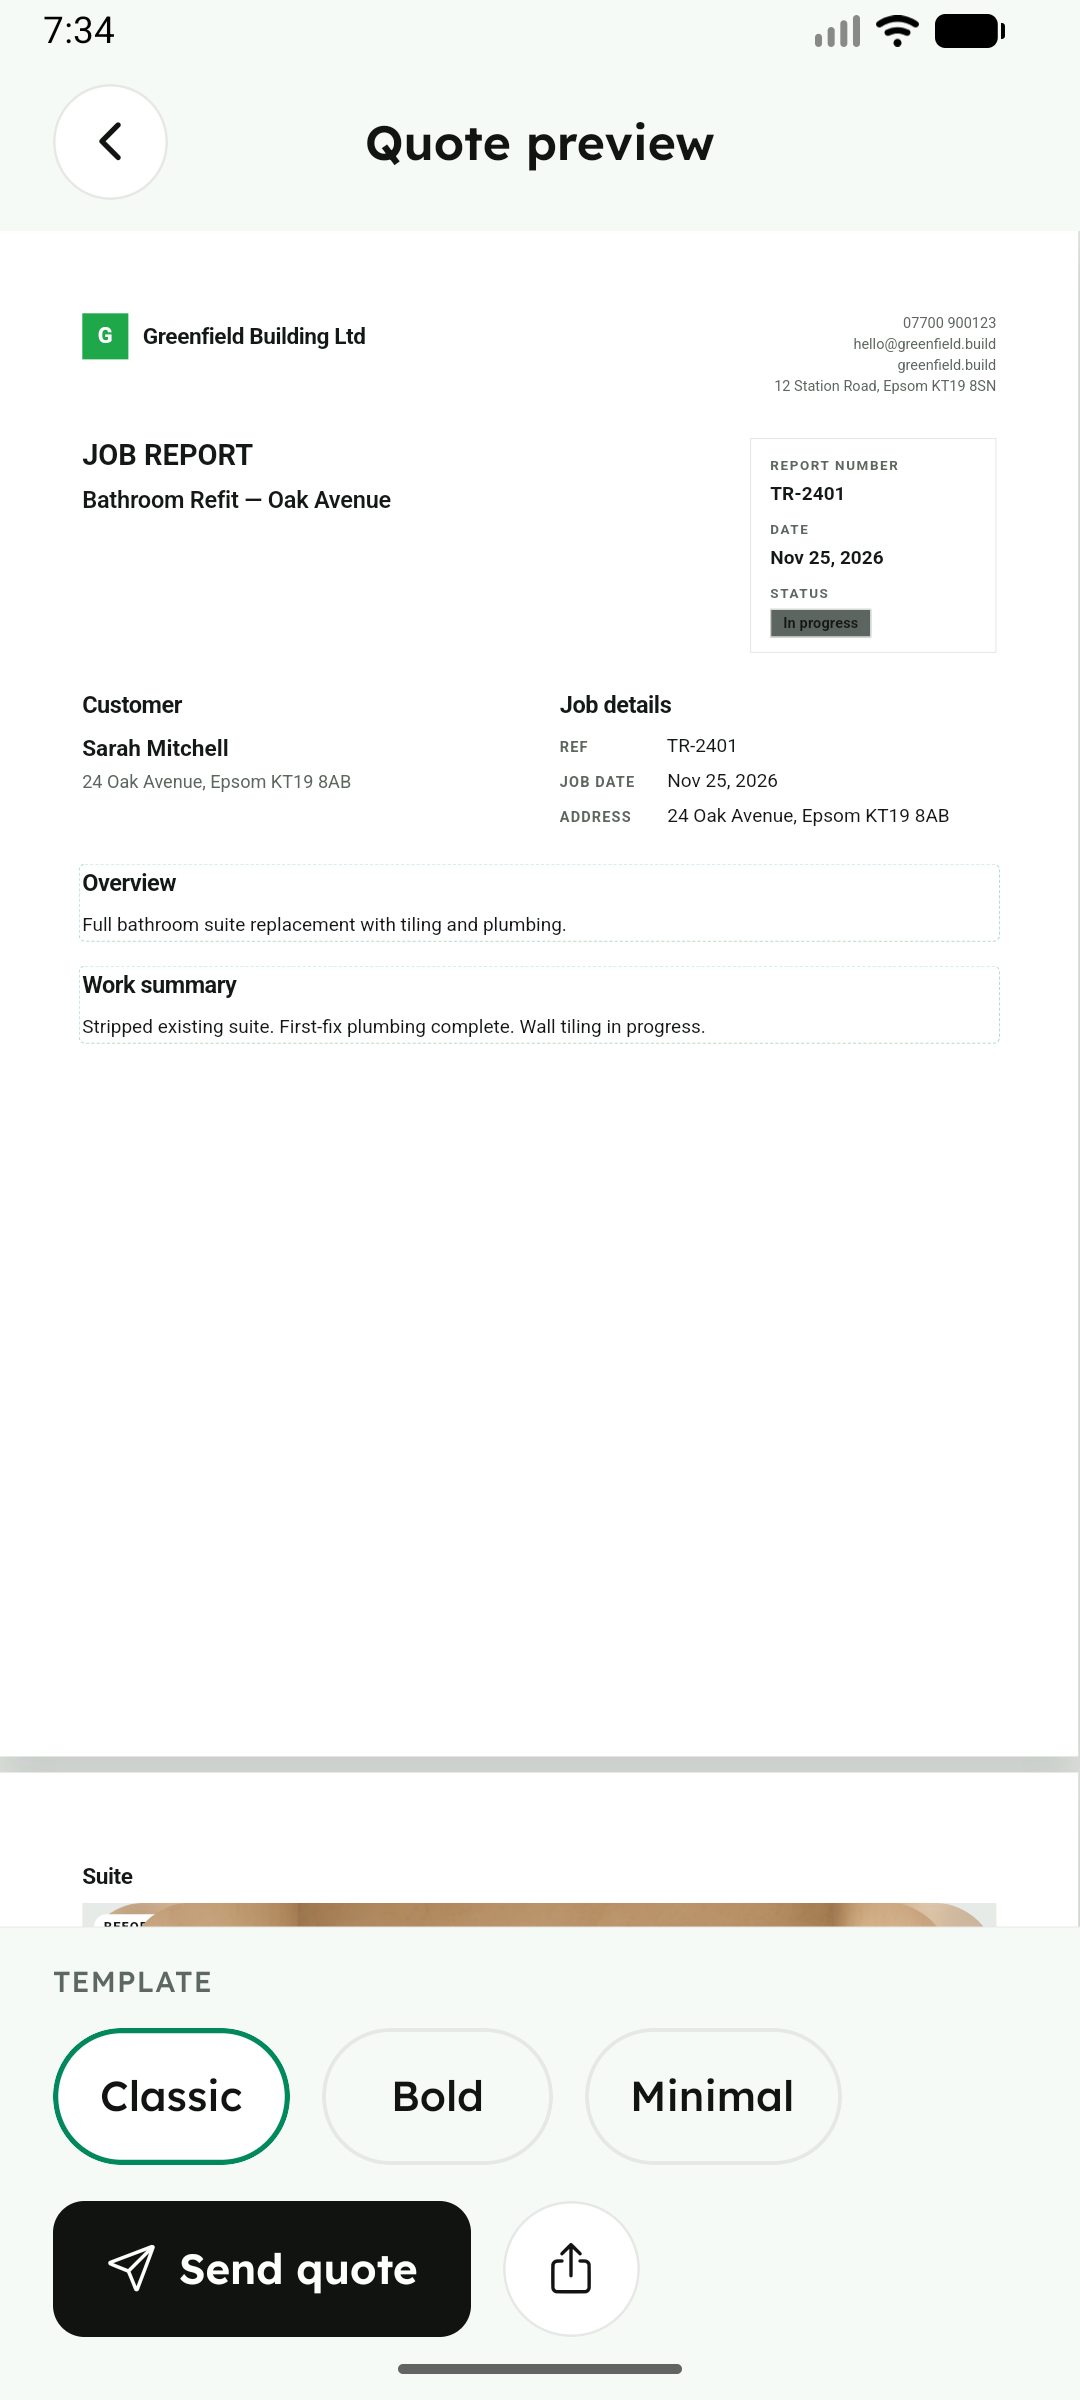 7:34
Quote preview
G
Greenfield Building Ltd
07700 900123
hello@greenfield.build
greenfield.build
12 Station Road, Epsom KT19 8SN
JOB REPORT
Bathroom Refit — Oak Avenue
REPORT NUMBER
TR-2401
DATE
Nov 25, 2026
STATUS
In progress
Customer
Sarah Mitchell
24 Oak Avenue, Epsom KT19 8AB
Job details
REF TR-2401
JOB DATE Nov 25, 2026
ADDRESS 24 Oak Avenue, Epsom KT19 8AB
Overview
Full bathroom suite replacement with tiling and plumbing.
Work summary
Stripped existing suite. First-fix plumbing complete. Wall tiling in progress.
Suite
TEMPLATE
Classic
Bold
Minimal
Send quote